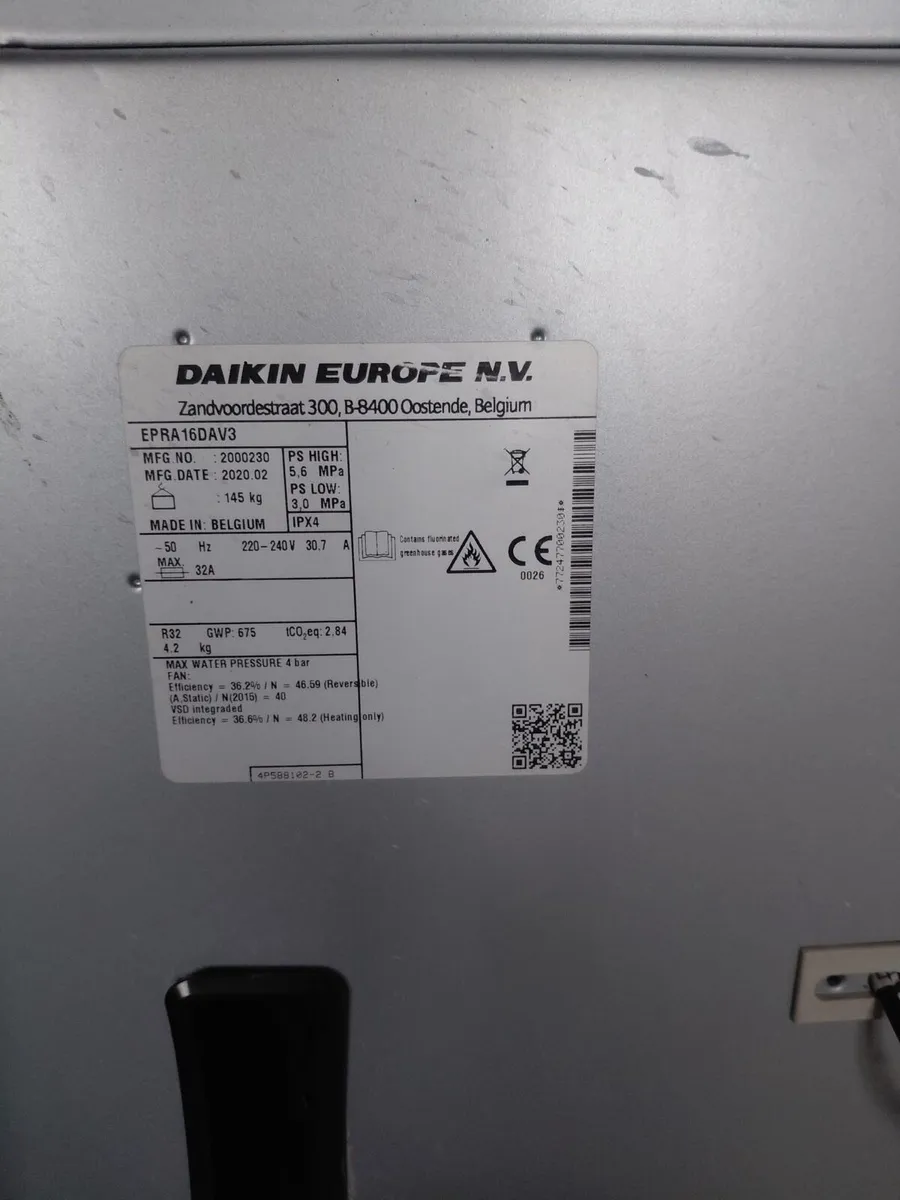 DAIKIN EUROPE N.V.
Zandvoordestraat 300, B-8400 Oostende, Belgium
EPRA16DAV3
MFG.NO. : 2000230
MFG.DATE : 2020.02
: 145 kg
MADE IN: BELGIUM
PS HIGH:
5,6 MPa
PS LOW:
3,0 MPa
IPX4
~50 Hz 220-240 V 30.7 A
MAX. 32A
R32 GWP: 675 tCO₂eq: 2.84
4.2 kg
MAX WATER PRESSURE 4 bar
FAN:
Efficiency = 36.2% / N = 46.59 (Reversible)
(A.Static) / N(2015) = 40
VSD integraded
Efficiency = 36.6% / N = 48.2 (Heating only)
4P588102-2 B
Contains fluorinated
greenhouse gases
CE
0026